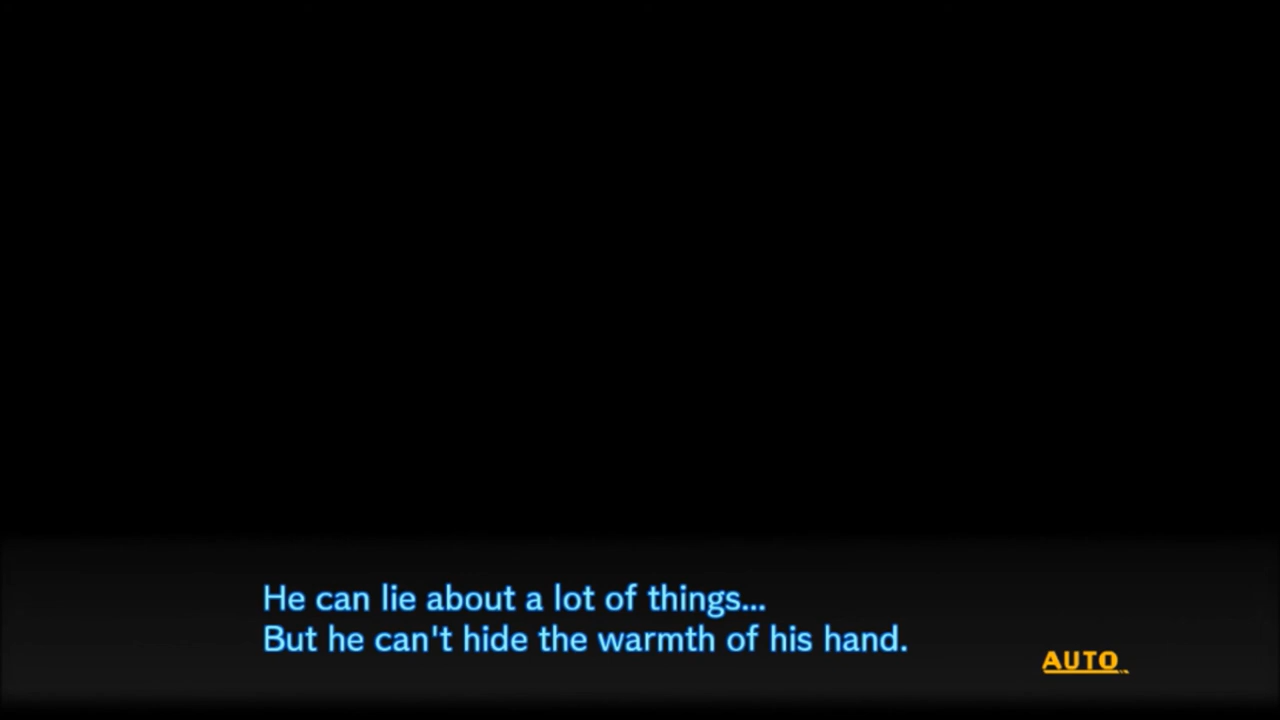 He can lie about a lot of things...
But he can't hide the warmth of his hand.
AUTO